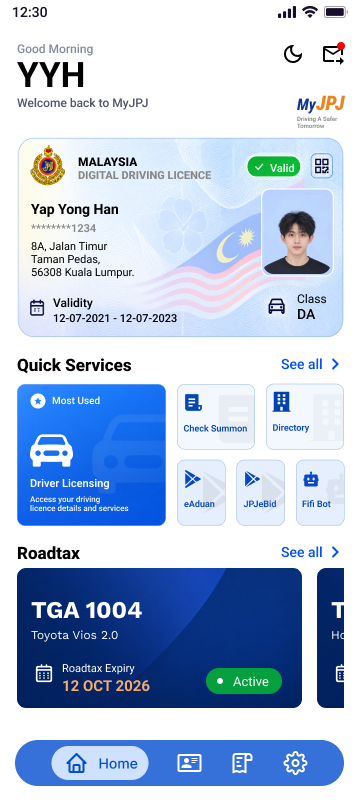 12:30
Good Morning
YYH
Welcome back to MyJPJ
MyJPJ
Driving A Safer
Tomorrow
MALAYSIA
DIGITAL DRIVING LICENCE
Valid
Yap Yong Han
********1234
8A, Jalan Timur
Taman Pedas,
56308 Kuala Lumpur.
Validity
12-07-2021 - 12-07-2023
Class
DA
Quick Services
See all
Most Used
Driver Licensing
Access your driving
licence details and services
Check Summon
Directory
eAduan
JPJeBid
Fifi Bot
Roadtax
See all
TGA 1004
Toyota Vios 2.0
Roadtax Expiry
12 OCT 2026
Active
T
Ho
Home